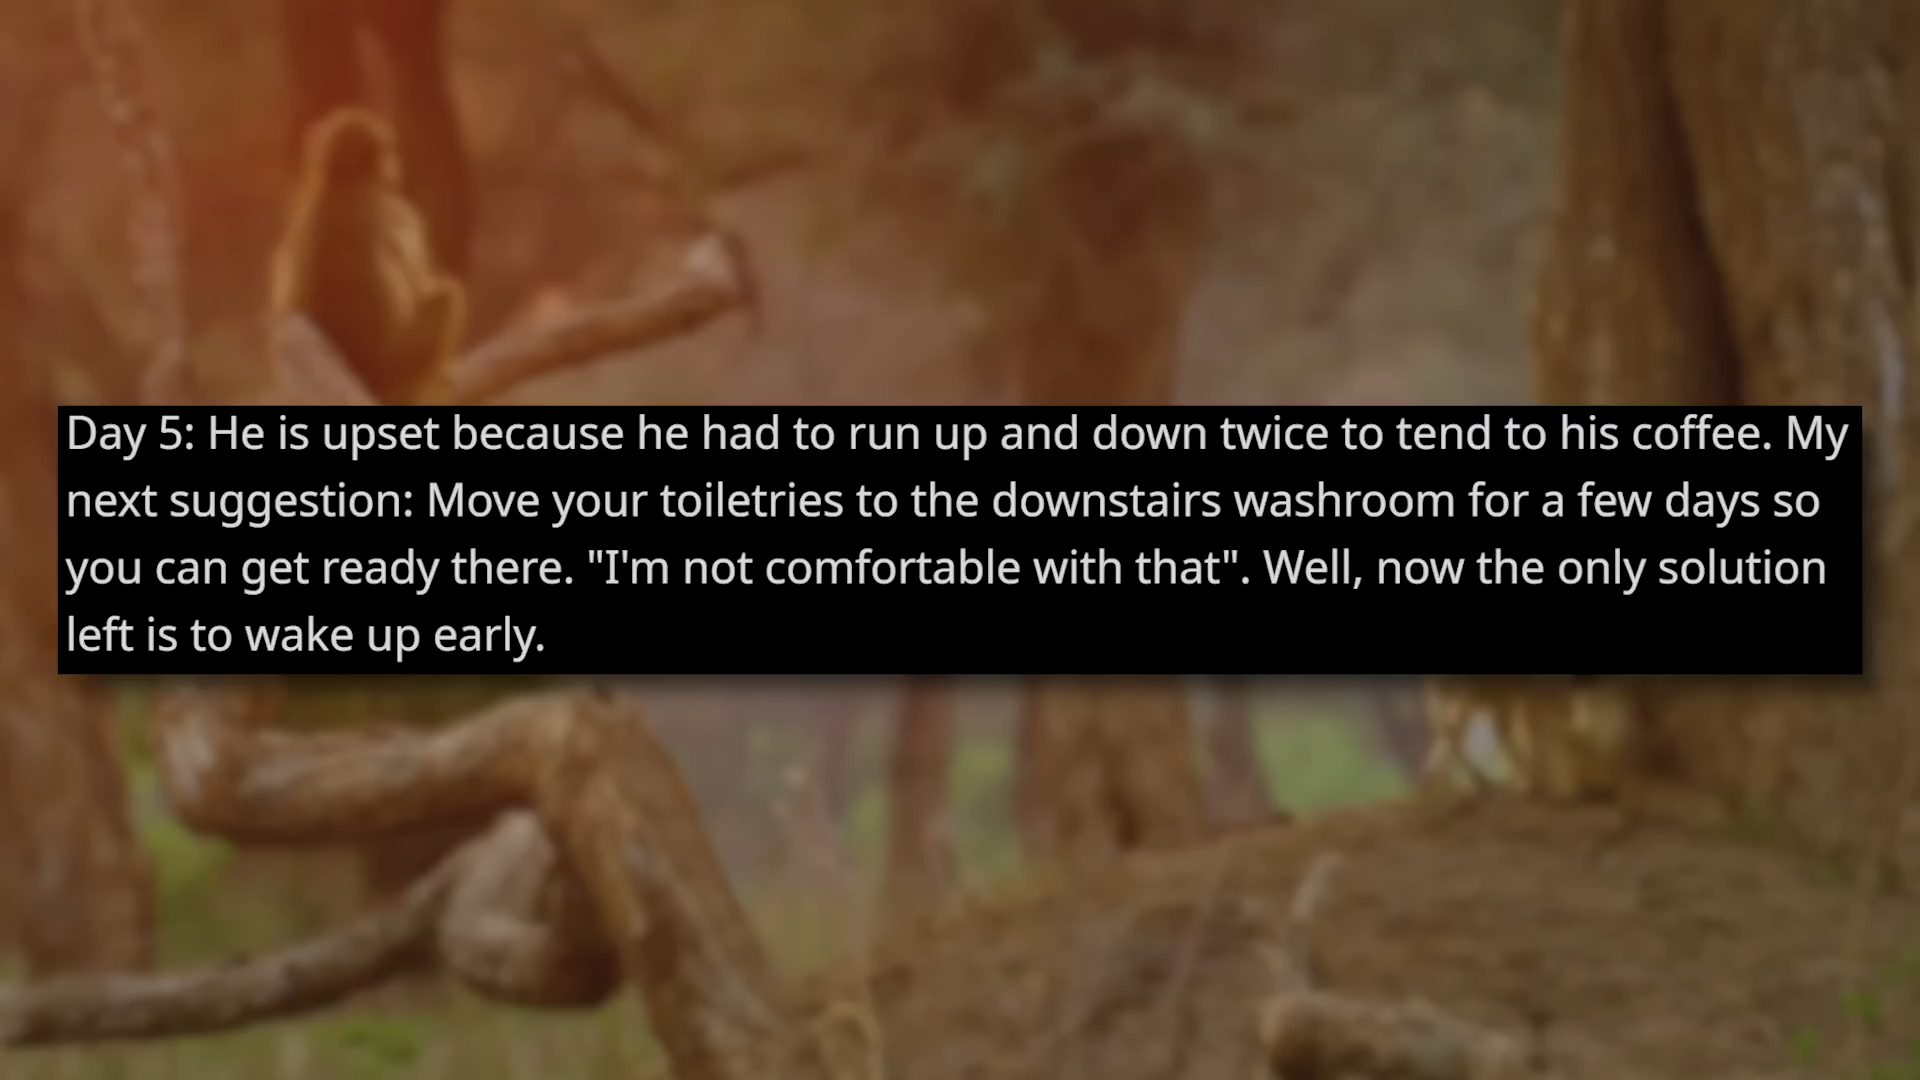 Day 5: He is upset because he had to run up and down twice to tend to his coffee. My
next suggestion: Move your toiletries to the downstairs washroom for a few days so
you can get ready there. "I'm not comfortable with that". Well, now the only solution
left is to wake up early.